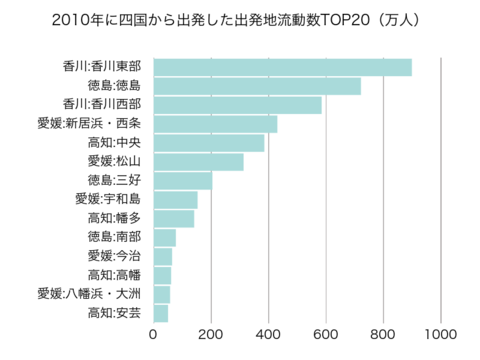 2010年に四国から出発した出発地流動数TOP20（万人）
香川:香川東部
徳島:徳島
香川:香川西部
愛媛:新居浜・西条
高知:中央
愛媛:松山
徳島:三好
愛媛:宇和島
高知:幡多
徳島:南部
愛媛:今治
高知:高幡
愛媛:八幡浜・大洲
高知:安芸
0 200 400 600 800 1000